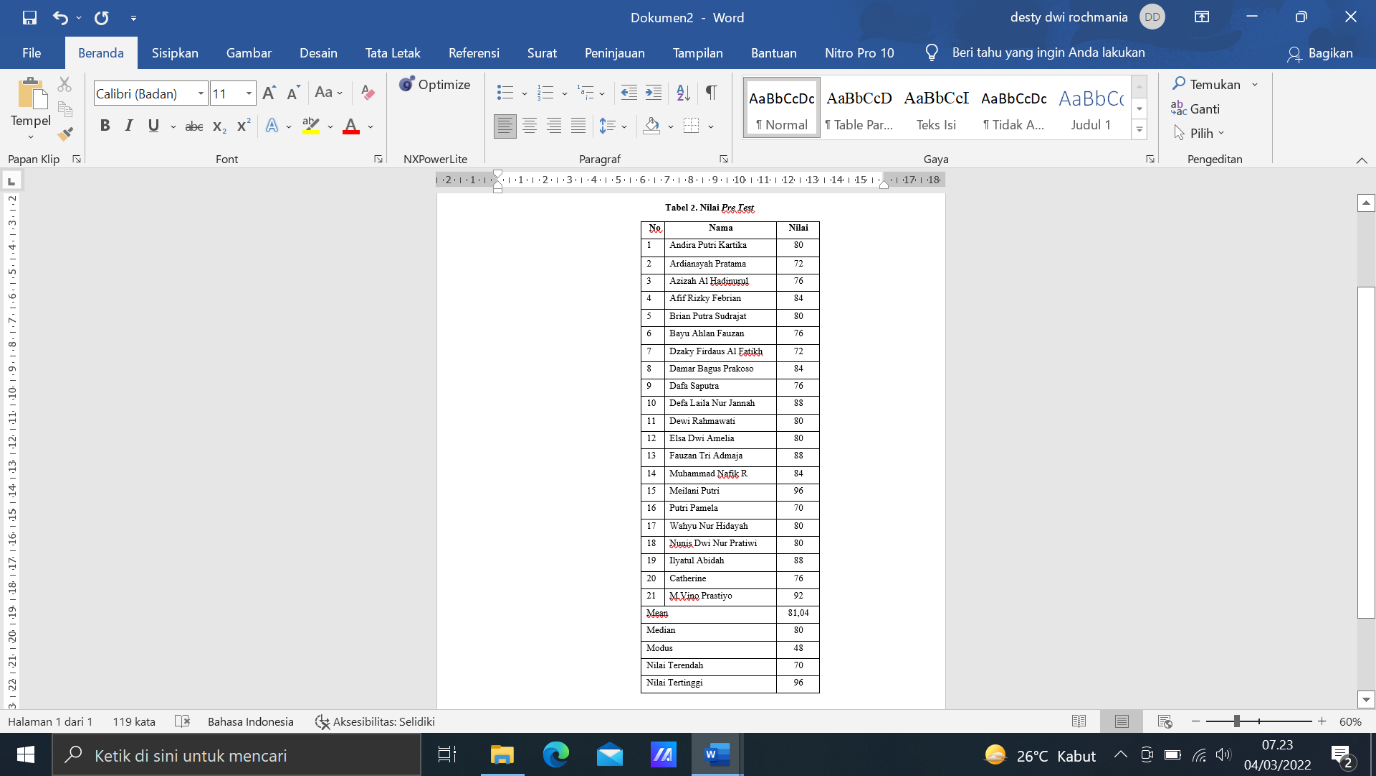 Dokumen2 - Word
desty dwi rochmania DD
File Beranda Sisipkan Gambar Desain Tata Letak Referensi Surat Peninjauan Tampilan Bantuan Nitro Pro 10 Beri tahu yang ingin Anda lakukan Bagikan
Tempel
Calibri (Badan) 11
Optimize
AaBbCcDc AaBbCcD AaBbCcI AaBbCcDc AaBbCc
¶ Normal ¶ Table Par... Teks Isi ¶ Tidak A... Judul 1
Temukan
Ganti
Pilih
Papan Klip Font NXPowerLite Paragraf Gaya Pengeditan
Tabel 2. Nilai Pre Test
No Nama Nilai
1 Andira Putri Kartika 80
2 Ardiansyah Pratama 72
3 Azizah Al Hadinurul 76
4 Afif Rizky Febrian 84
5 Brian Putra Sudrajat 80
6 Bayu Ahlan Fauzan 76
7 Dzaky Firdaus Al Fatikh 72
8 Damar Bagus Prakoso 84
9 Dafa Saputra 76
10 Defa Laila Nur Jannah 88
11 Dewi Rahmawati 80
12 Elsa Dwi Amelia 80
13 Fauzan Tri Admaja 88
14 Muhammad Nafik R 84
15 Meilani Putri 96
16 Putri Pamela 70
17 Wahyu Nur Hidayah 80
18 Nunis Dwi Nur Pratiwi 80
19 Ilyatul Abidah 88
20 Catherine 76
21 M.Vino Prastiyo 92
Mean 81,04
Median 80
Modus 48
Nilai Terendah 70
Nilai Tertinggi 96
Halaman 1 dari 1 119 kata Bahasa Indonesia Aksesibilitas: Selidiki 60%
Ketik di sini untuk mencari
26°C Kabut
07.23
04/03/2022
2